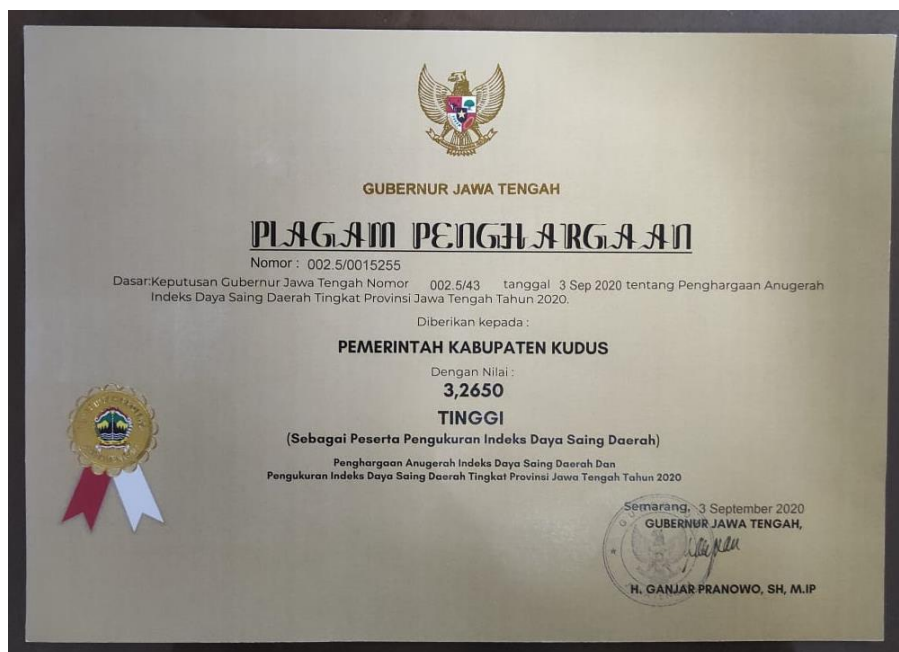 GUBERNUR JAWA TENGAH
PIAGAM PENGHARGAAN
Nomor : 002.5/0015255
Dasar:Keputusan Gubernur Jawa Tengah Nomor 002.5/43 tanggal 3 Sep 2020 tentang Penghargaan Anugerah
Indeks Daya Saing Daerah Tingkat Provinsi Jawa Tengah Tahun 2020.
Diberikan kepada :
PEMERINTAH KABUPATEN KUDUS
Dengan Nilai :
3,2650
TINGGI
(Sebagai Peserta Pengukuran Indeks Daya Saing Daerah)
Penghargaan Anugerah Indeks Daya Saing Daerah Dan
Pengukuran Indeks Daya Saing Daerah Tingkat Provinsi Jawa Tengah Tahun 2020
Semarang, 3 September 2020
GUBERNUR JAWA TENGAH,
H. GANJAR PRANOWO, SH, M.IP